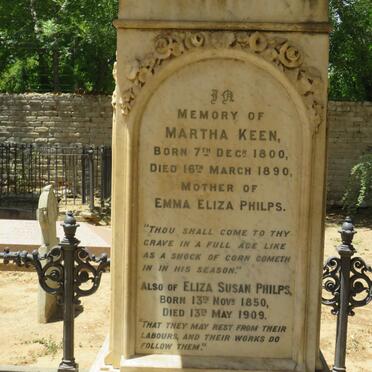 In
Memory of
Martha Keen,
Born 7th Decr 1800,
Died 16th March 1890,
Mother of
Emma Eliza Philps.
"Thou shall come to thy
grave in a full age like
as a shock of corn cometh
in in his season."
Also of Eliza Susan Philps,
Born 13th Novr 1850,
Died 13th May 1909.
"That they may rest from their
labours, and their works do
follow them."